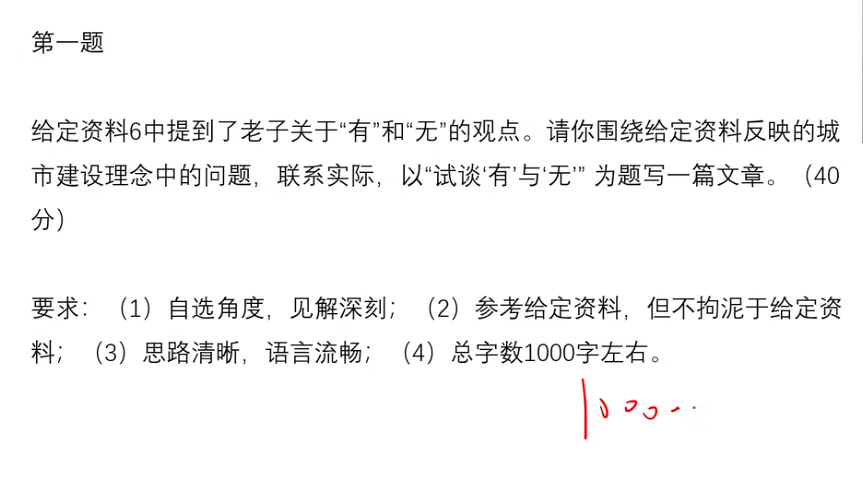 第一题
给定资料6中提到了老子关于“有”和“无”的观点。请你围绕给定资料反映的城
市建设理念中的问题，联系实际，以“试谈‘有’与‘无’” 为题写一篇文章。（40
分）
要求：（1）自选角度，见解深刻；（2）参考给定资料，但不拘泥于给定资
料；（3）思路清晰，语言流畅；（4）总字数1000字左右。
1000